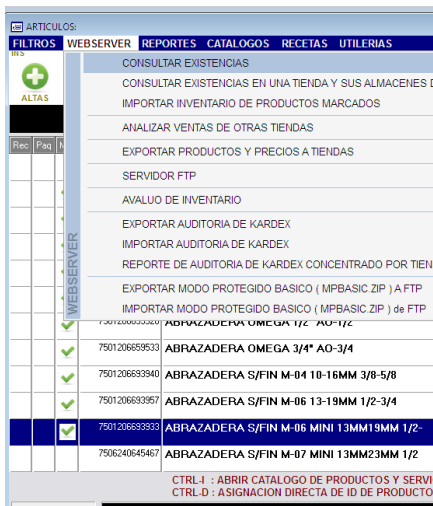 ARTICULOS:
FILTROS WEBSERVER REPORTES CATALOGOS RECETAS UTILERIAS
INS
ALTAS
CONSULTAR EXISTENCIAS
CONSULTAR EXISTENCIAS EN UNA TIENDA Y SUS ALMACENES D
IMPORTAR INVENTARIO DE PRODUCTOS MARCADOS
ANALIZAR VENTAS DE OTRAS TIENDAS
EXPORTAR PRODUCTOS Y PRECIOS A TIENDAS
SERVIDOR FTP
AVALUO DE INVENTARIO
EXPORTAR AUDITORIA DE KARDEX
IMPORTAR AUDITORIA DE KARDEX
REPORTE DE AUDITORIA DE KARDEX CONCENTRADO POR TIEN
EXPORTAR MODO PROTEGIDO BASICO ( MPBASIC.ZIP ) A FTP
IMPORTAR MODO PROTEGIDO BASICO ( MPBASIC.ZIP ) de FTP
WEBSERVER
Rec Paq
ABRAZADERA OMEGA 1/2" AO-1/2
7501206659533 ABRAZADERA OMEGA 3/4" AO-3/4
7501206693940 ABRAZADERA S/FIN M-04 10-16MM 3/8-5/8
7501206693957 ABRAZADERA S/FIN M-06 13-19MM 1/2-3/4
7501206693933 ABRAZADERA S/FIN M-06 MINI 13MM19MM 1/2-
7506240645467 ABRAZADERA S/FIN M-07 MINI 13MM23MM 1/2
CTRL-I : ABRIR CATALOGO DE PRODUCTOS Y SERVI
CTRL-D : ASIGNACION DIRECTA DE ID DE PRODUCTO